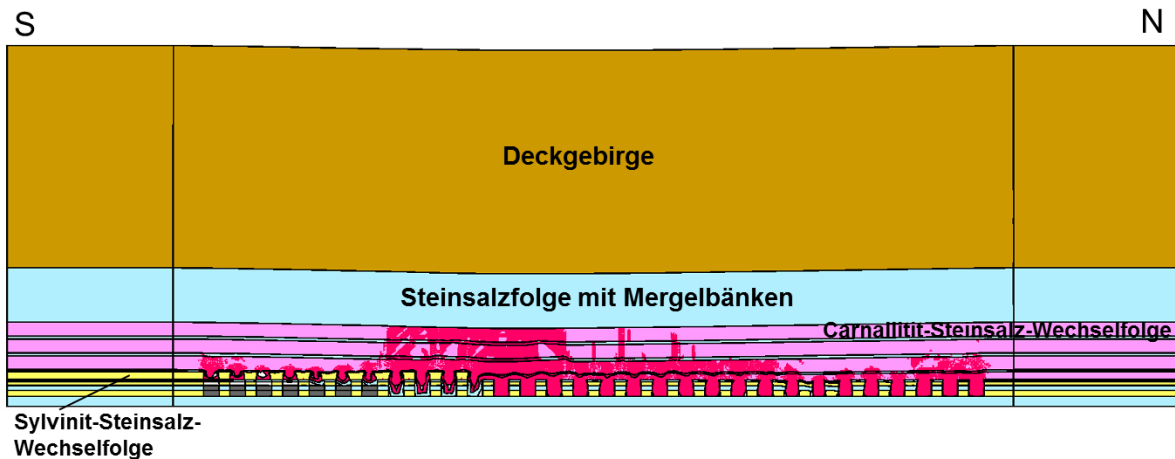 S
N
Deckgebirge
Steinsalzfolge mit Mergelbänken
Carnallitit-Steinsalz-Wechselfolge
Sylvinit-Steinsalz-
Wechselfolge